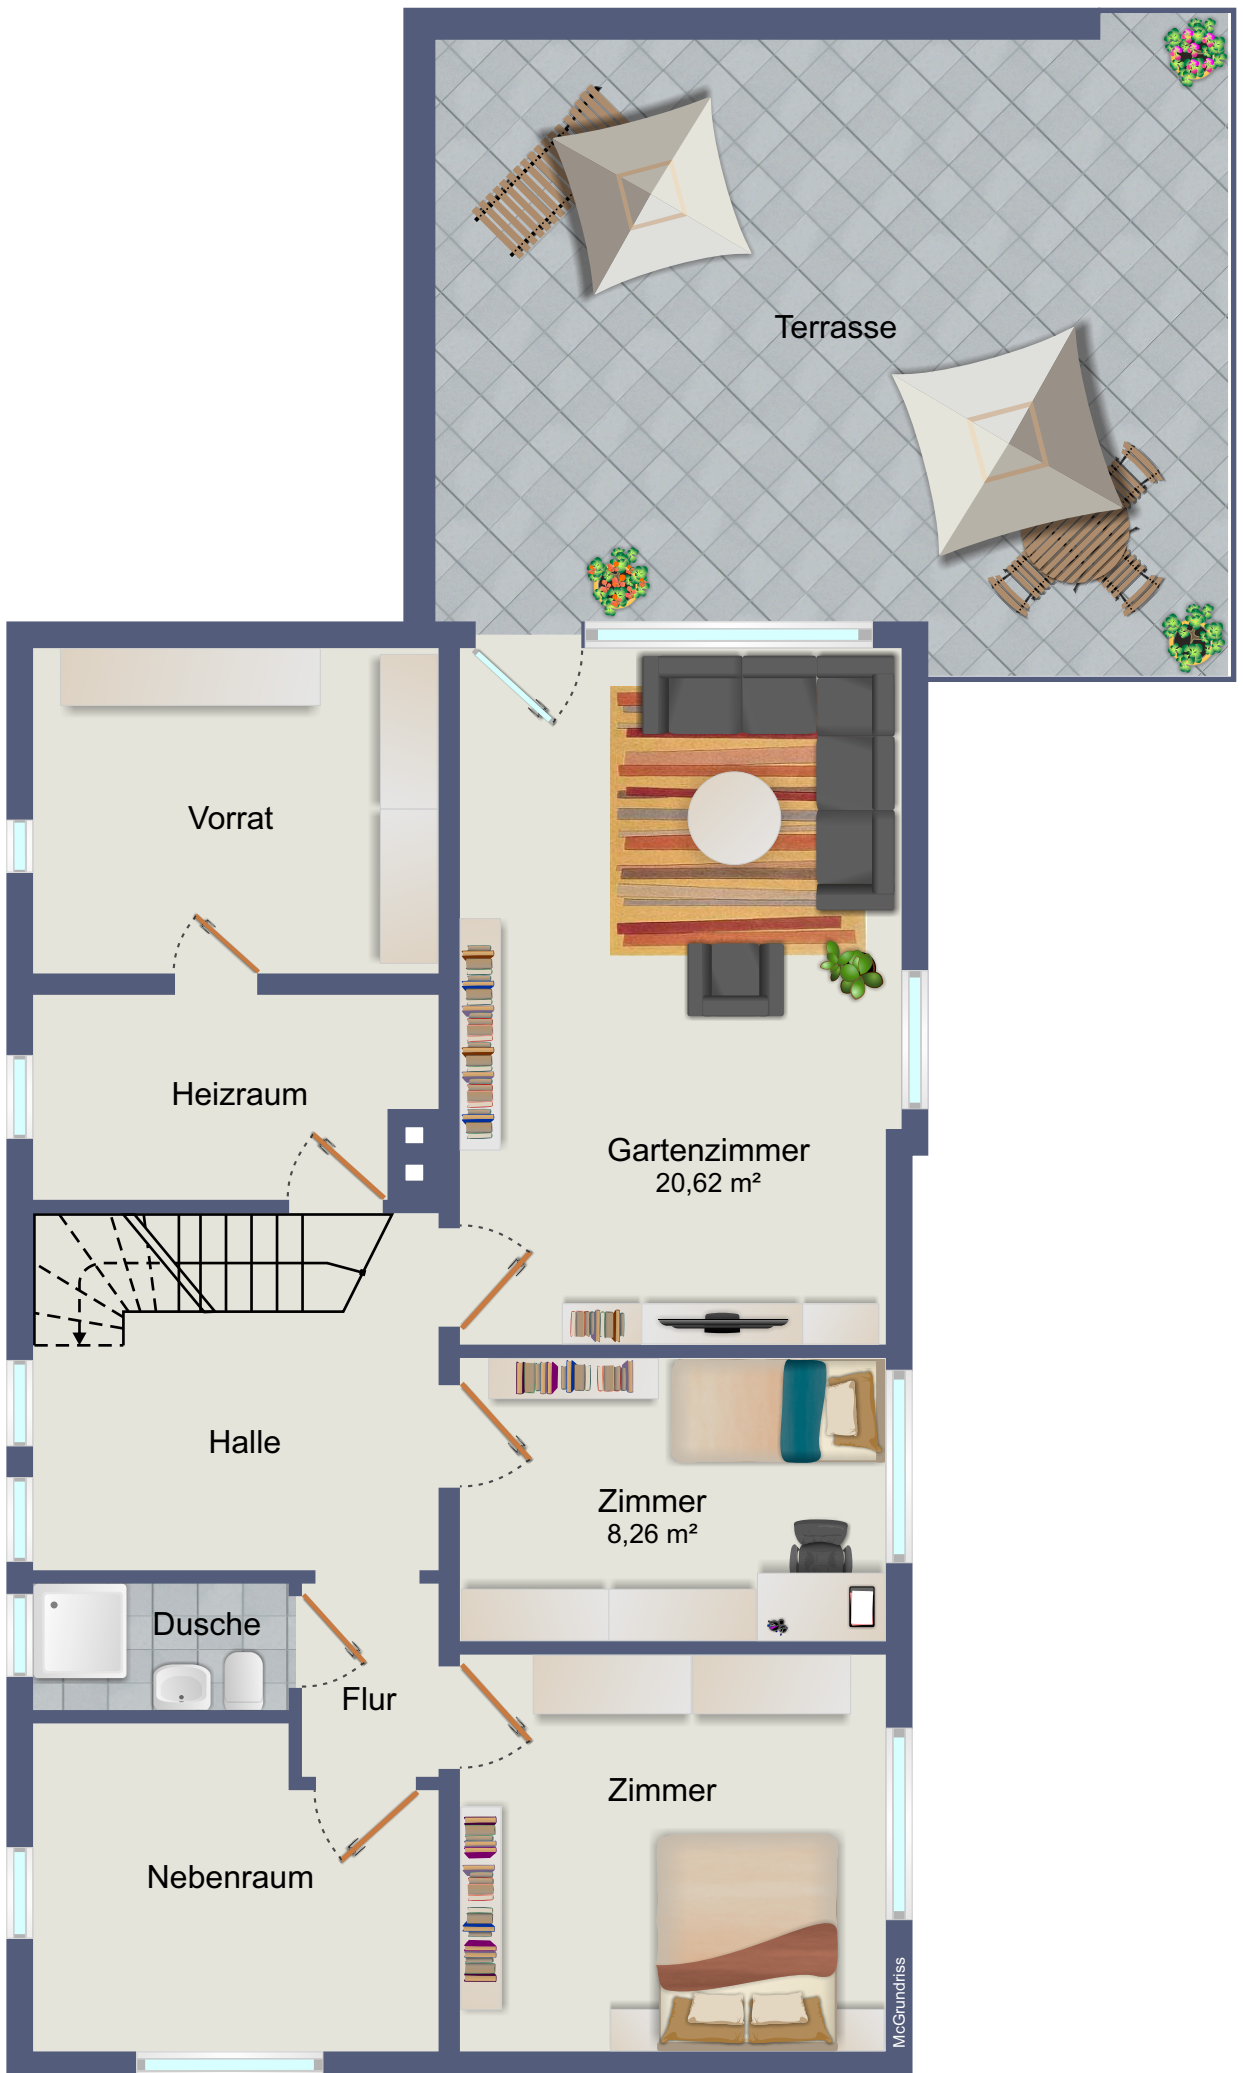 Terrasse
Vorrat
Heizraum
Gartenzimmer
20,62 m²
Halle
Zimmer
8,26 m²
Dusche
Flur
Zimmer
Nebenraum
McGrundriss